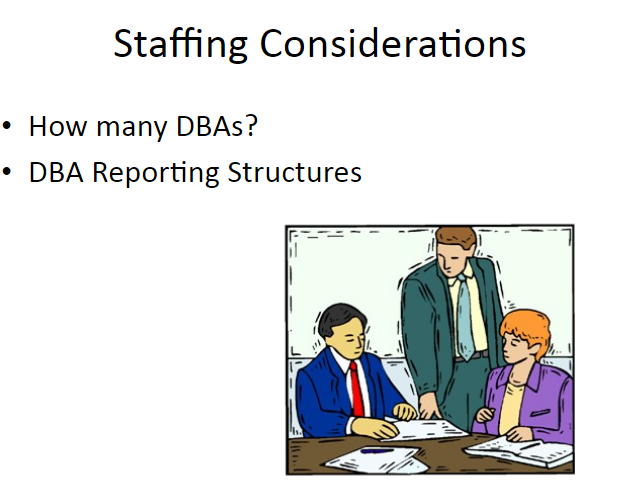 Staffing Considerations
• How many DBAs?
• DBA Reporting Structures